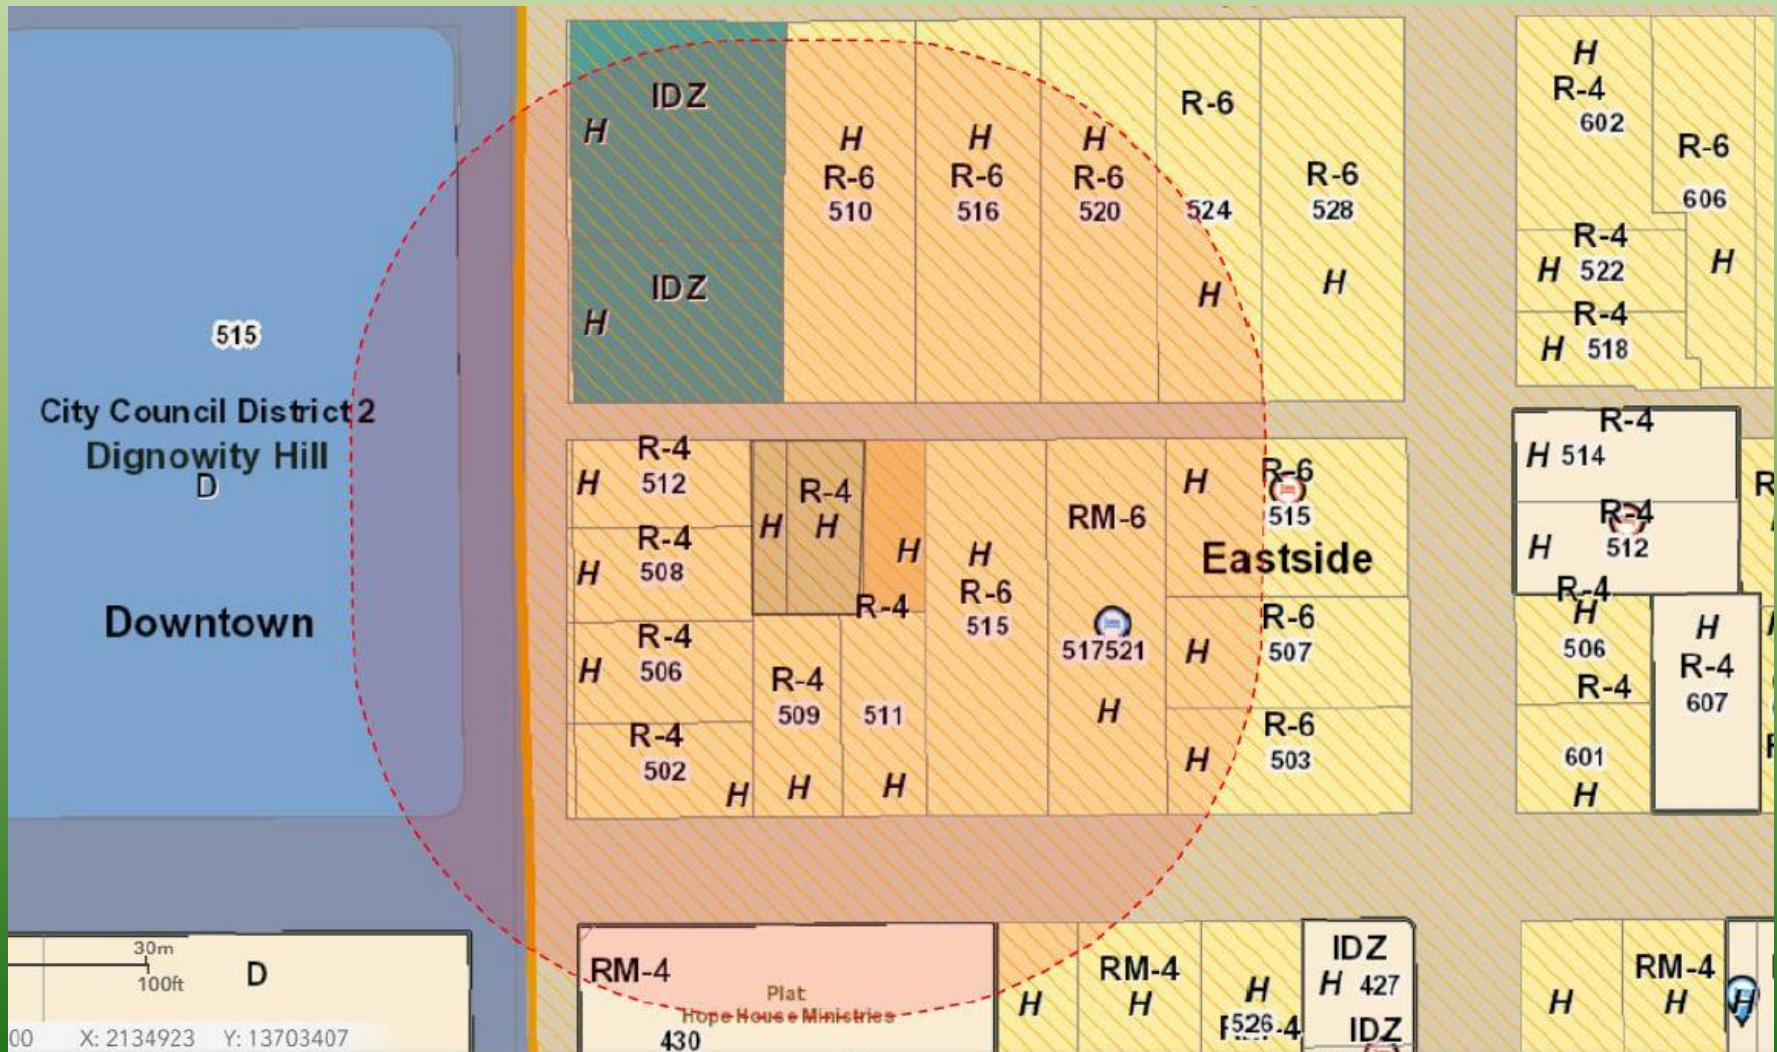 IDZ
H
H
R-6
510
H
R-6
516
H
R-6
520
R-6
524
H
R-6
528
H
IDZ
H
H
R-4
602
R-6
606
H
R-4
H 522
R-4
H 518
515
City Council District 2
Dignowity Hill
D
Downtown
R-4
H 512
R-4
H 508
R-4
H 506
R-4
502
H
H
R-4
H
H
R-4
R-4
509
H
511
H
H
R-6
515
RM-6
517521
H
H
R-6
515
Eastside
R-6
H 507
R-6
H 503
R-4
H 514
R-4
H 512
R-4
H
506
R-4
601
H
H
R-4
607
30m
100ft
D
00 X: 2134923 Y: 13703407
RM-4
Plat
Hope House Ministries
430
H
RM-4
H
H
526
IDZ
H 427
IDZ
H
RM-4
H
H